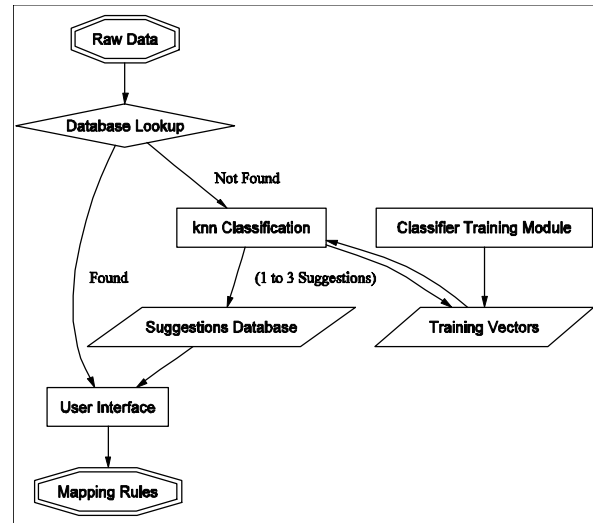 Raw Data
Database Lookup
Not Found
knn Classification
Classifier Training Module
Found
(1 to 3 Suggestions)
Suggestions Database
Training Vectors
User Interface
Mapping Rules